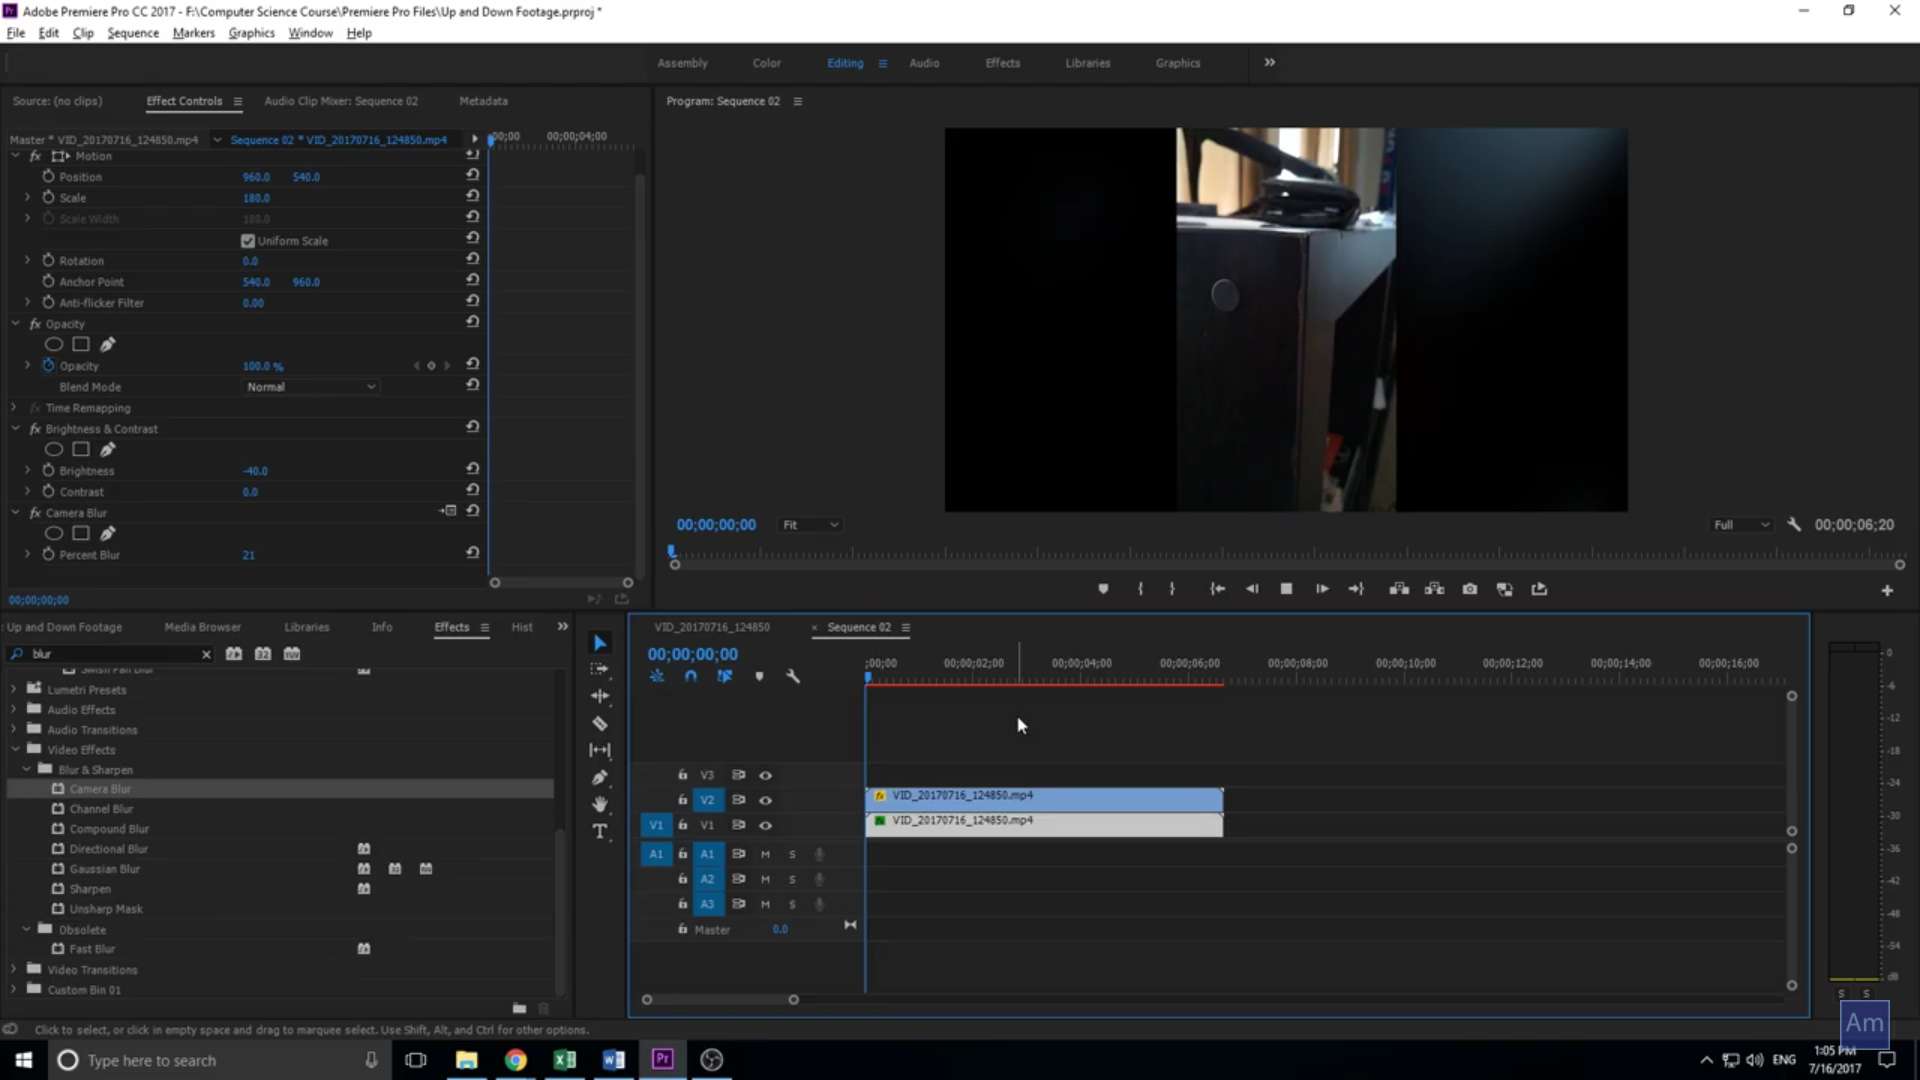 Adobe Premiere Pro CC 2017 - F:\Computer Science Course\Premiere Pro Files\Up and Down Footage.prproj *
File Edit Clip Sequence Markers Graphics Window Help
Assembly Color Editing Audio Effects Libraries Graphics
Source: (no clips) Effect Controls Audio Clip Mixer: Sequence 02 Metadata
Program: Sequence 02
Master * VID_20170716_124850.mp4 Sequence 02 * VID_20170716_124850.mp4
00;00 00;00;04;00
fx Motion
Position 960.0 540.0
Scale 180.0
Scale Width 180.0
Uniform Scale
Rotation 0.0
Anchor Point 540.0 960.0
Anti-flicker Filter 0.00
fx Opacity
Opacity 100.0 %
Blend Mode Normal
fx Time Remapping
fx Brightness & Contrast
Brightness -40.0
Contrast 0.0
fx Camera Blur
Percent Blur 21
00;00;00;00
00;00;00;00 Fit Full 00;00;06;20
Up and Down Footage Media Browser Libraries Info Effects Hist
blur
Lumetri Presets
Audio Effects
Audio Transitions
Video Effects
Blur & Sharpen
Camera Blur
Channel Blur
Compound Blur
Directional Blur
Gaussian Blur
Sharpen
Unsharp Mask
Obsolete
Fast Blur
Video Transitions
Custom Bin 01
VID_20170716_124850 × Sequence 02
00;00;00;00
;00;00 00;00;02;00 00;00;04;00 00;00;06;00 00;00;08;00 00;00;10;00 00;00;12;00 00;00;14;00 00;00;16;00
V3
V2 fx VID_20170716_124850.mp4
V1 V1 fx VID_20170716_124850.mp4
A1 A1 M S
A2 M S
A3 M S
Master 0.0
0
-6
-12
-18
-24
-30
-36
-42
-48
-54
dB
S S
Click to select, or click in empty space and drag to marquee select. Use Shift, Alt, and Ctrl for other options.
Am
Type here to search
ENG
1:05 PM
7/16/2017